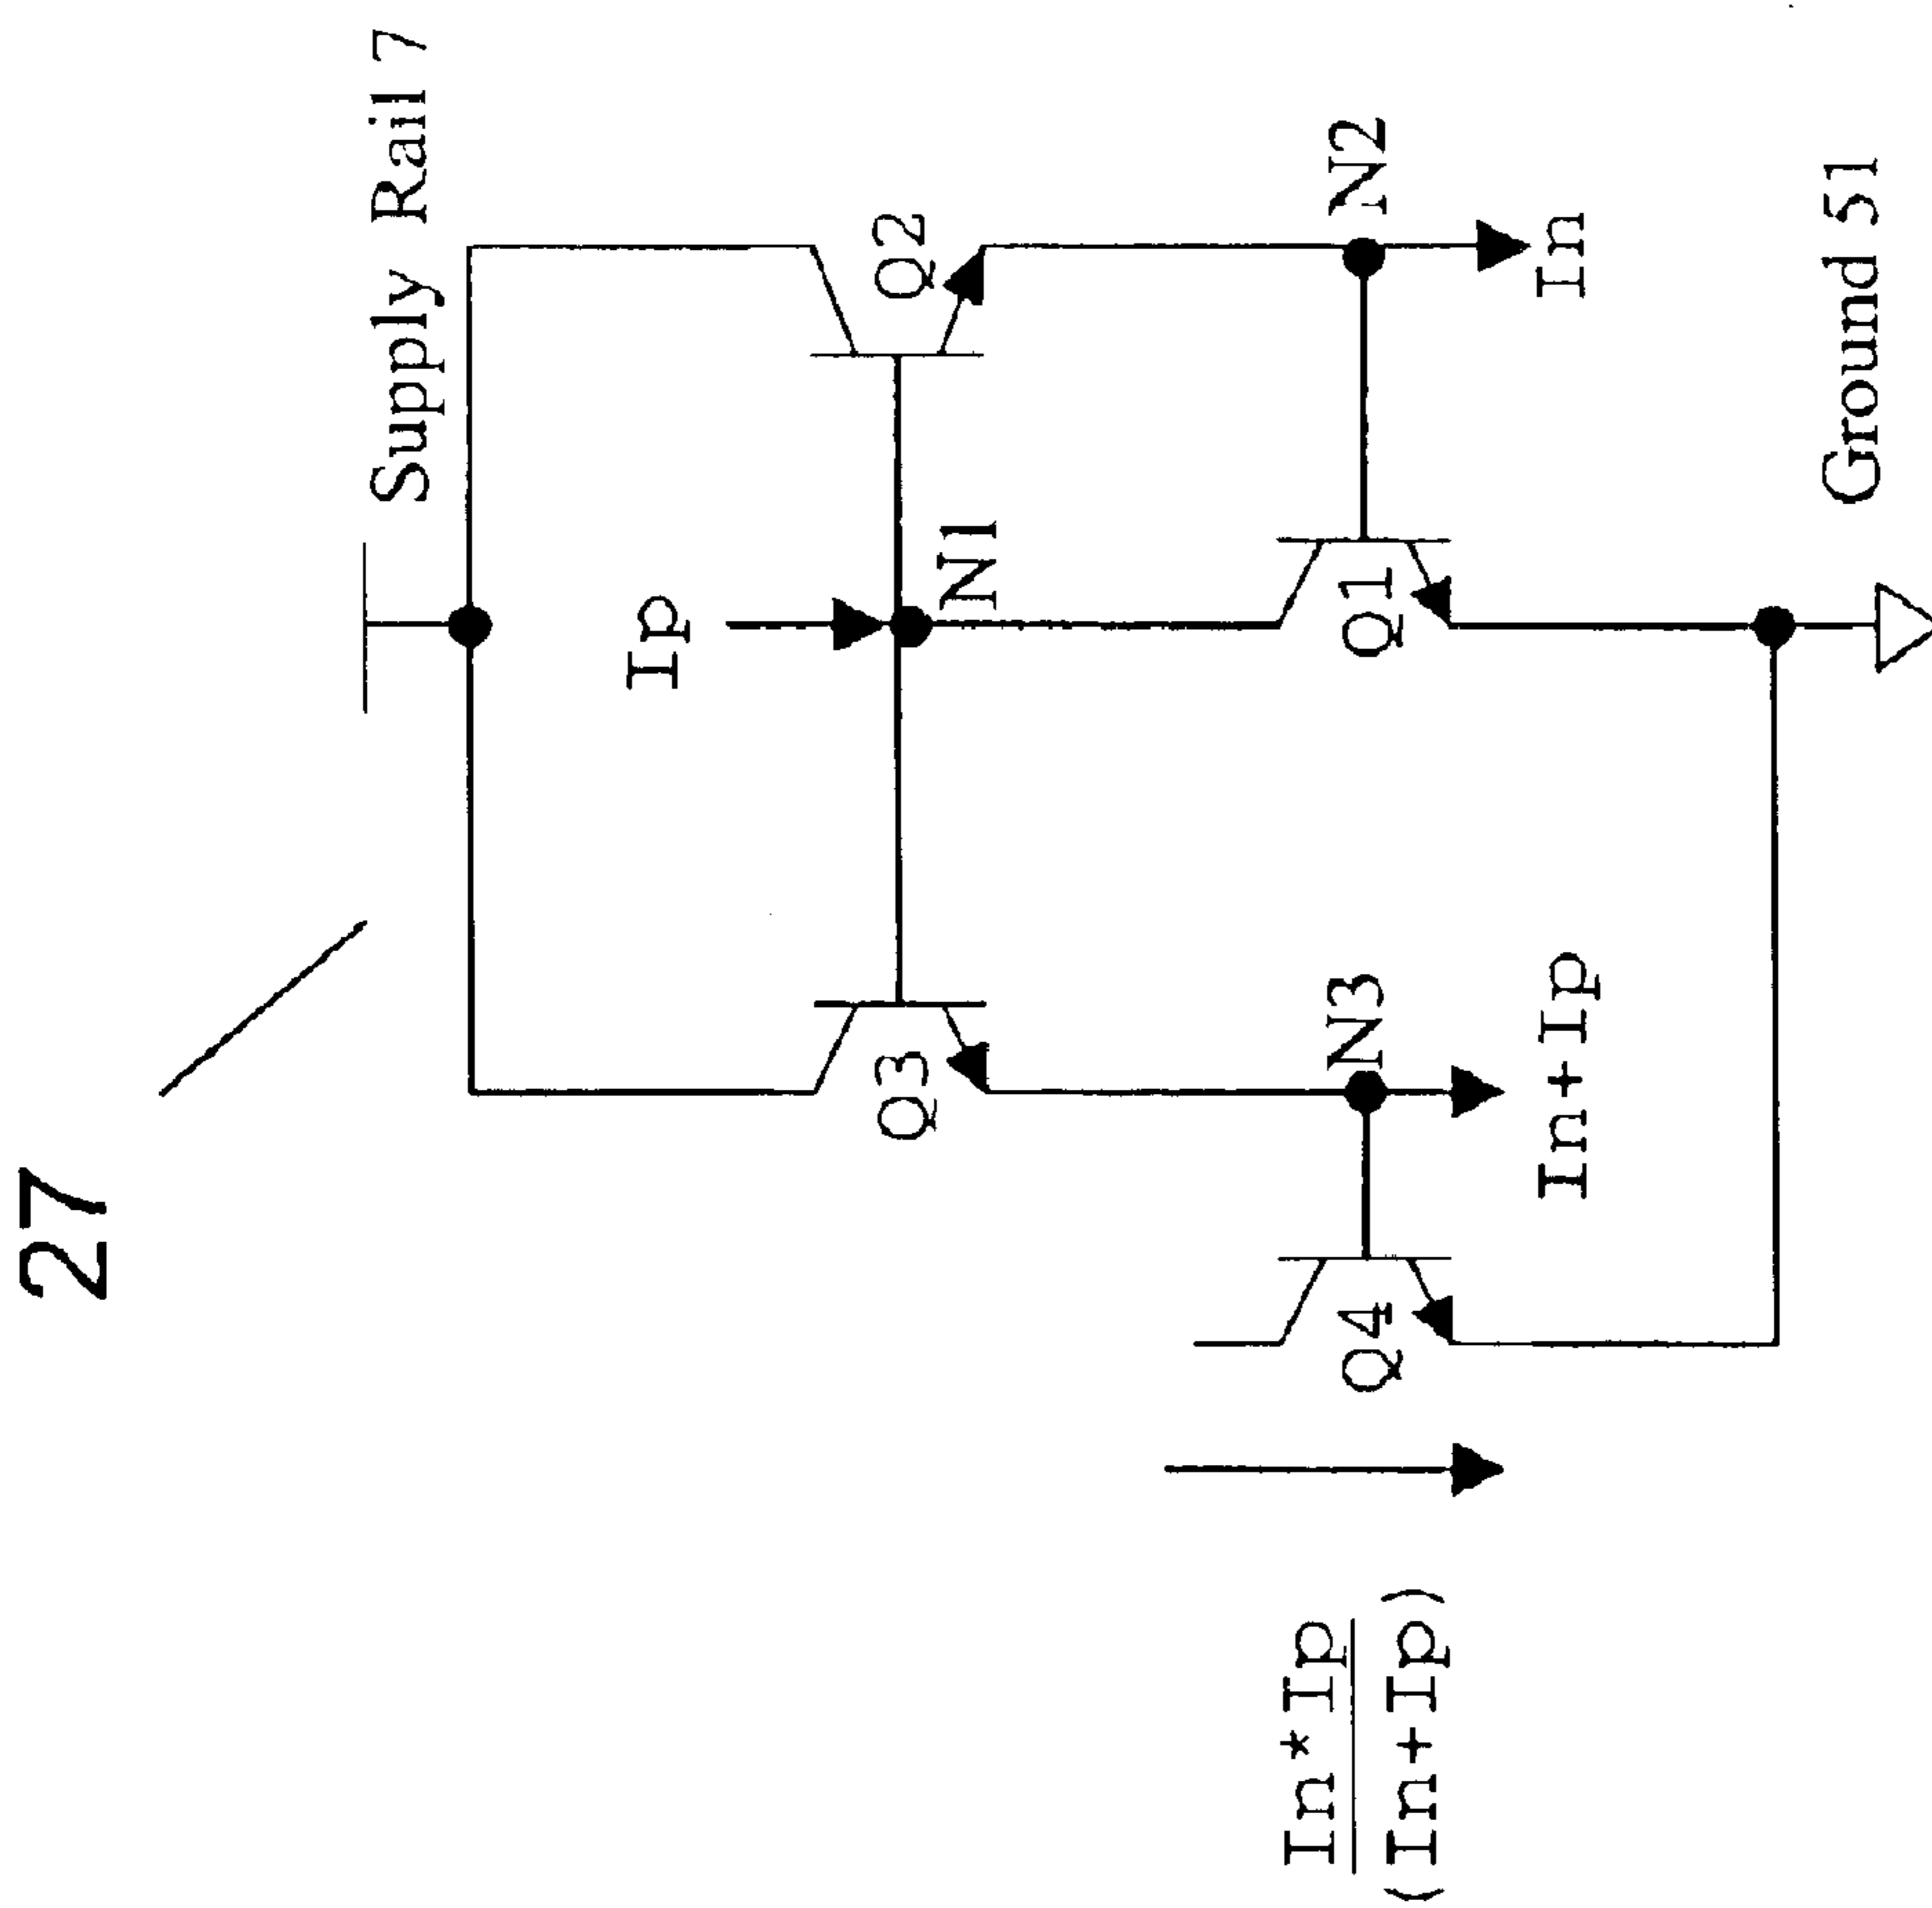 27
Supply Rail 7
Ip
Q3
N1
Q2
In*Ip
(In+Ip)
Q4
N3
Q1
N2
In+Ip
In
Ground 51